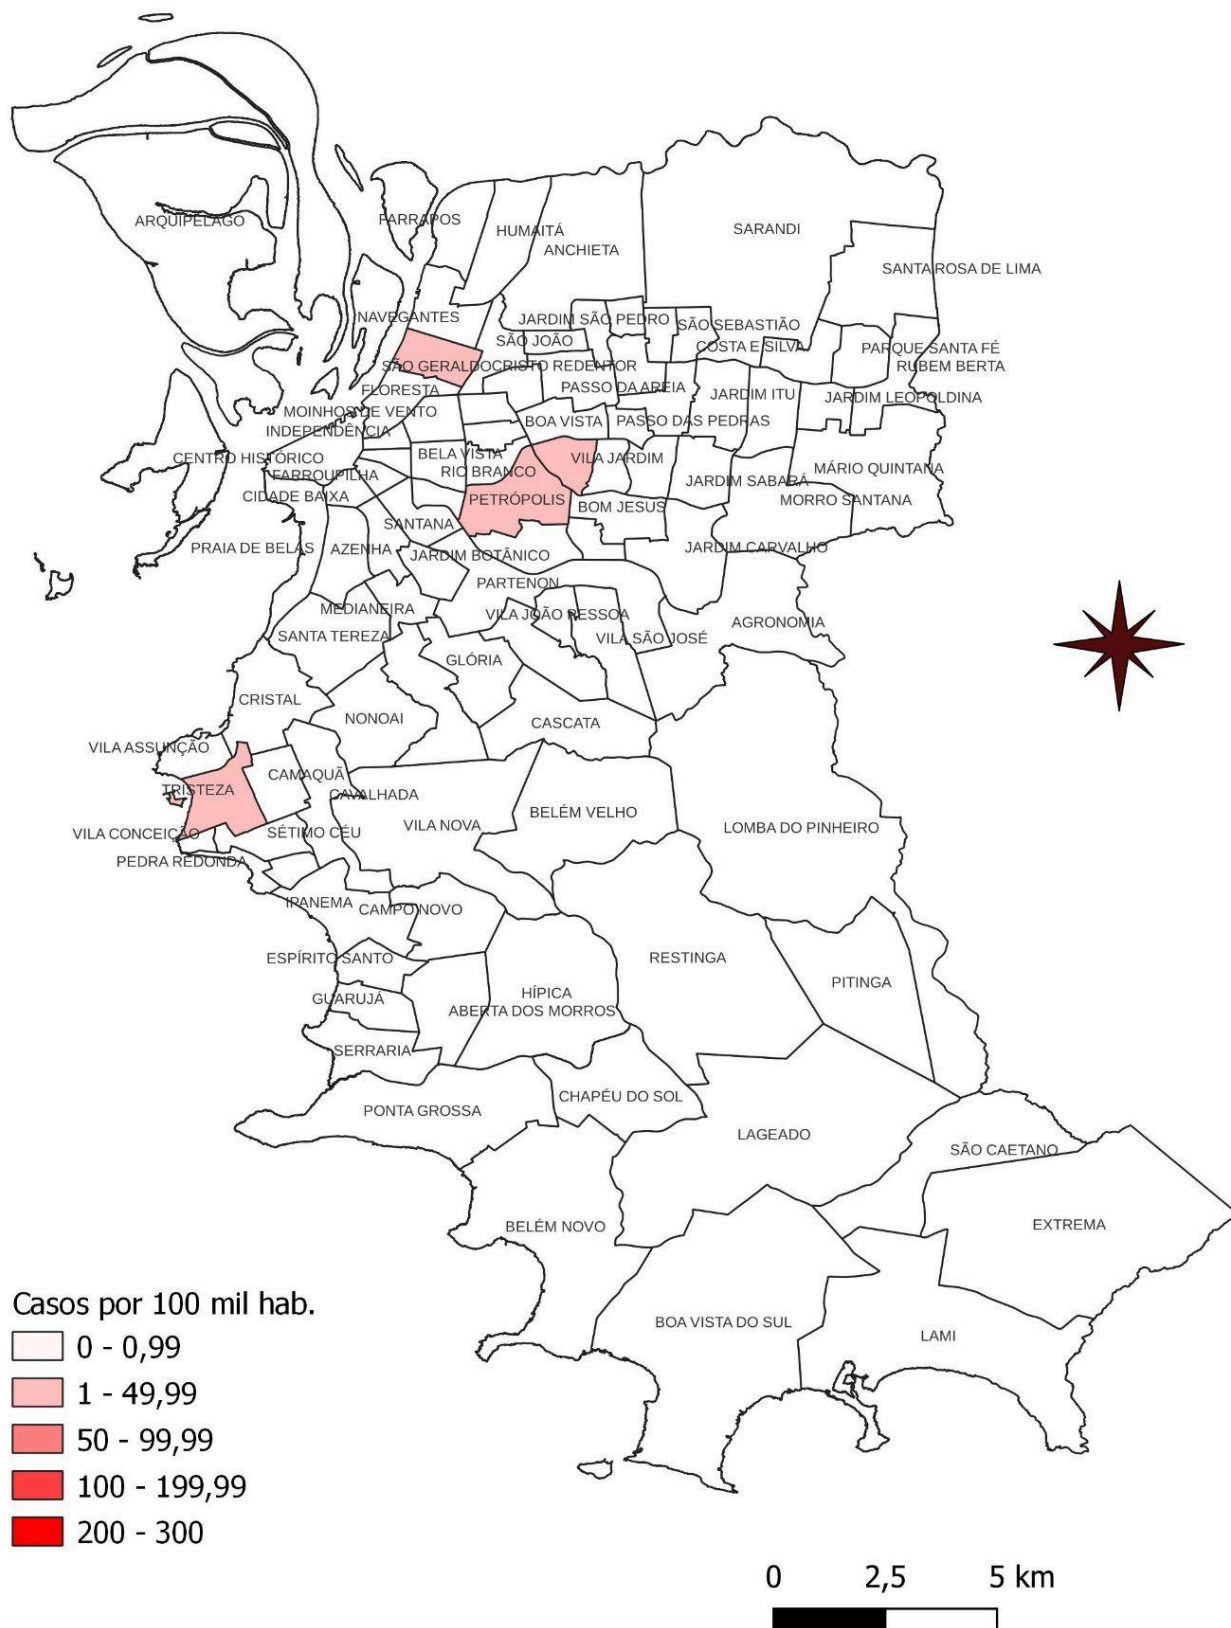 ARQUIPÉLAGO
FARRAPOS
HUMAITÁ
ANCHIETA
SARANDI
SANTA ROSA DE LIMA
NAVEGANTES
JARDIM SÃO PEDRO
SÃO SEBASTIÃO
SÃO JOÃO
COSTA E SILVA
PARQUE SANTA FÉ
SÃO GERALDO
CRISTO REDENTOR
RUBEM BERTA
FLORESTA
PASSO DA AREIA
JARDIM ITU
JARDIM LEOPOLDINA
MOINHOS DE VENTO
BOA VISTA
PASSO DAS PEDRAS
INDEPENDÊNCIA
CENTRO HISTÓRICO
BELA VISTA
VILA JARDIM
FARROUPILHA
RIO BRANCO
JARDIM SABARÁ
MÁRIO QUINTANA
CIDADE BAIXA
PETRÓPOLIS
BOM JESUS
MORRO SANTANA
SANTANA
PRAIA DE BELAS
AZENHA
JARDIM BOTÂNICO
JARDIM CARVALHO
PARTENON
MEDIANEIRA
VILA JOÃO PESSOA
AGRONOMIA
SANTA TEREZA
VILA SÃO JOSÉ
GLÓRIA
CRISTAL
NONOAI
CASCATA
VILA ASSUNÇÃO
CAMAQUÃ
TRISTEZA
CAVALHADA
BELÉM VELHO
VILA CONCEIÇÃO
SÉTIMO CÉU
VILA NOVA
LOMBA DO PINHEIRO
PEDRA REDONDA
IPANEMA
CAMPO NOVO
ESPÍRITO SANTO
RESTINGA
PITINGA
GUARUJÁ
HÍPICA
ABERTA DOS MORROS
SERRARIA
PONTA GROSSA
CHAPÉU DO SOL
LAGEADO
SÃO CAETANO
BELÉM NOVO
EXTREMA
BOA VISTA DO SUL
LAMI
Casos por 100 mil hab.
0 - 0,99
1 - 49,99
50 - 99,99
100 - 199,99
200 - 300
0 2,5 5 km